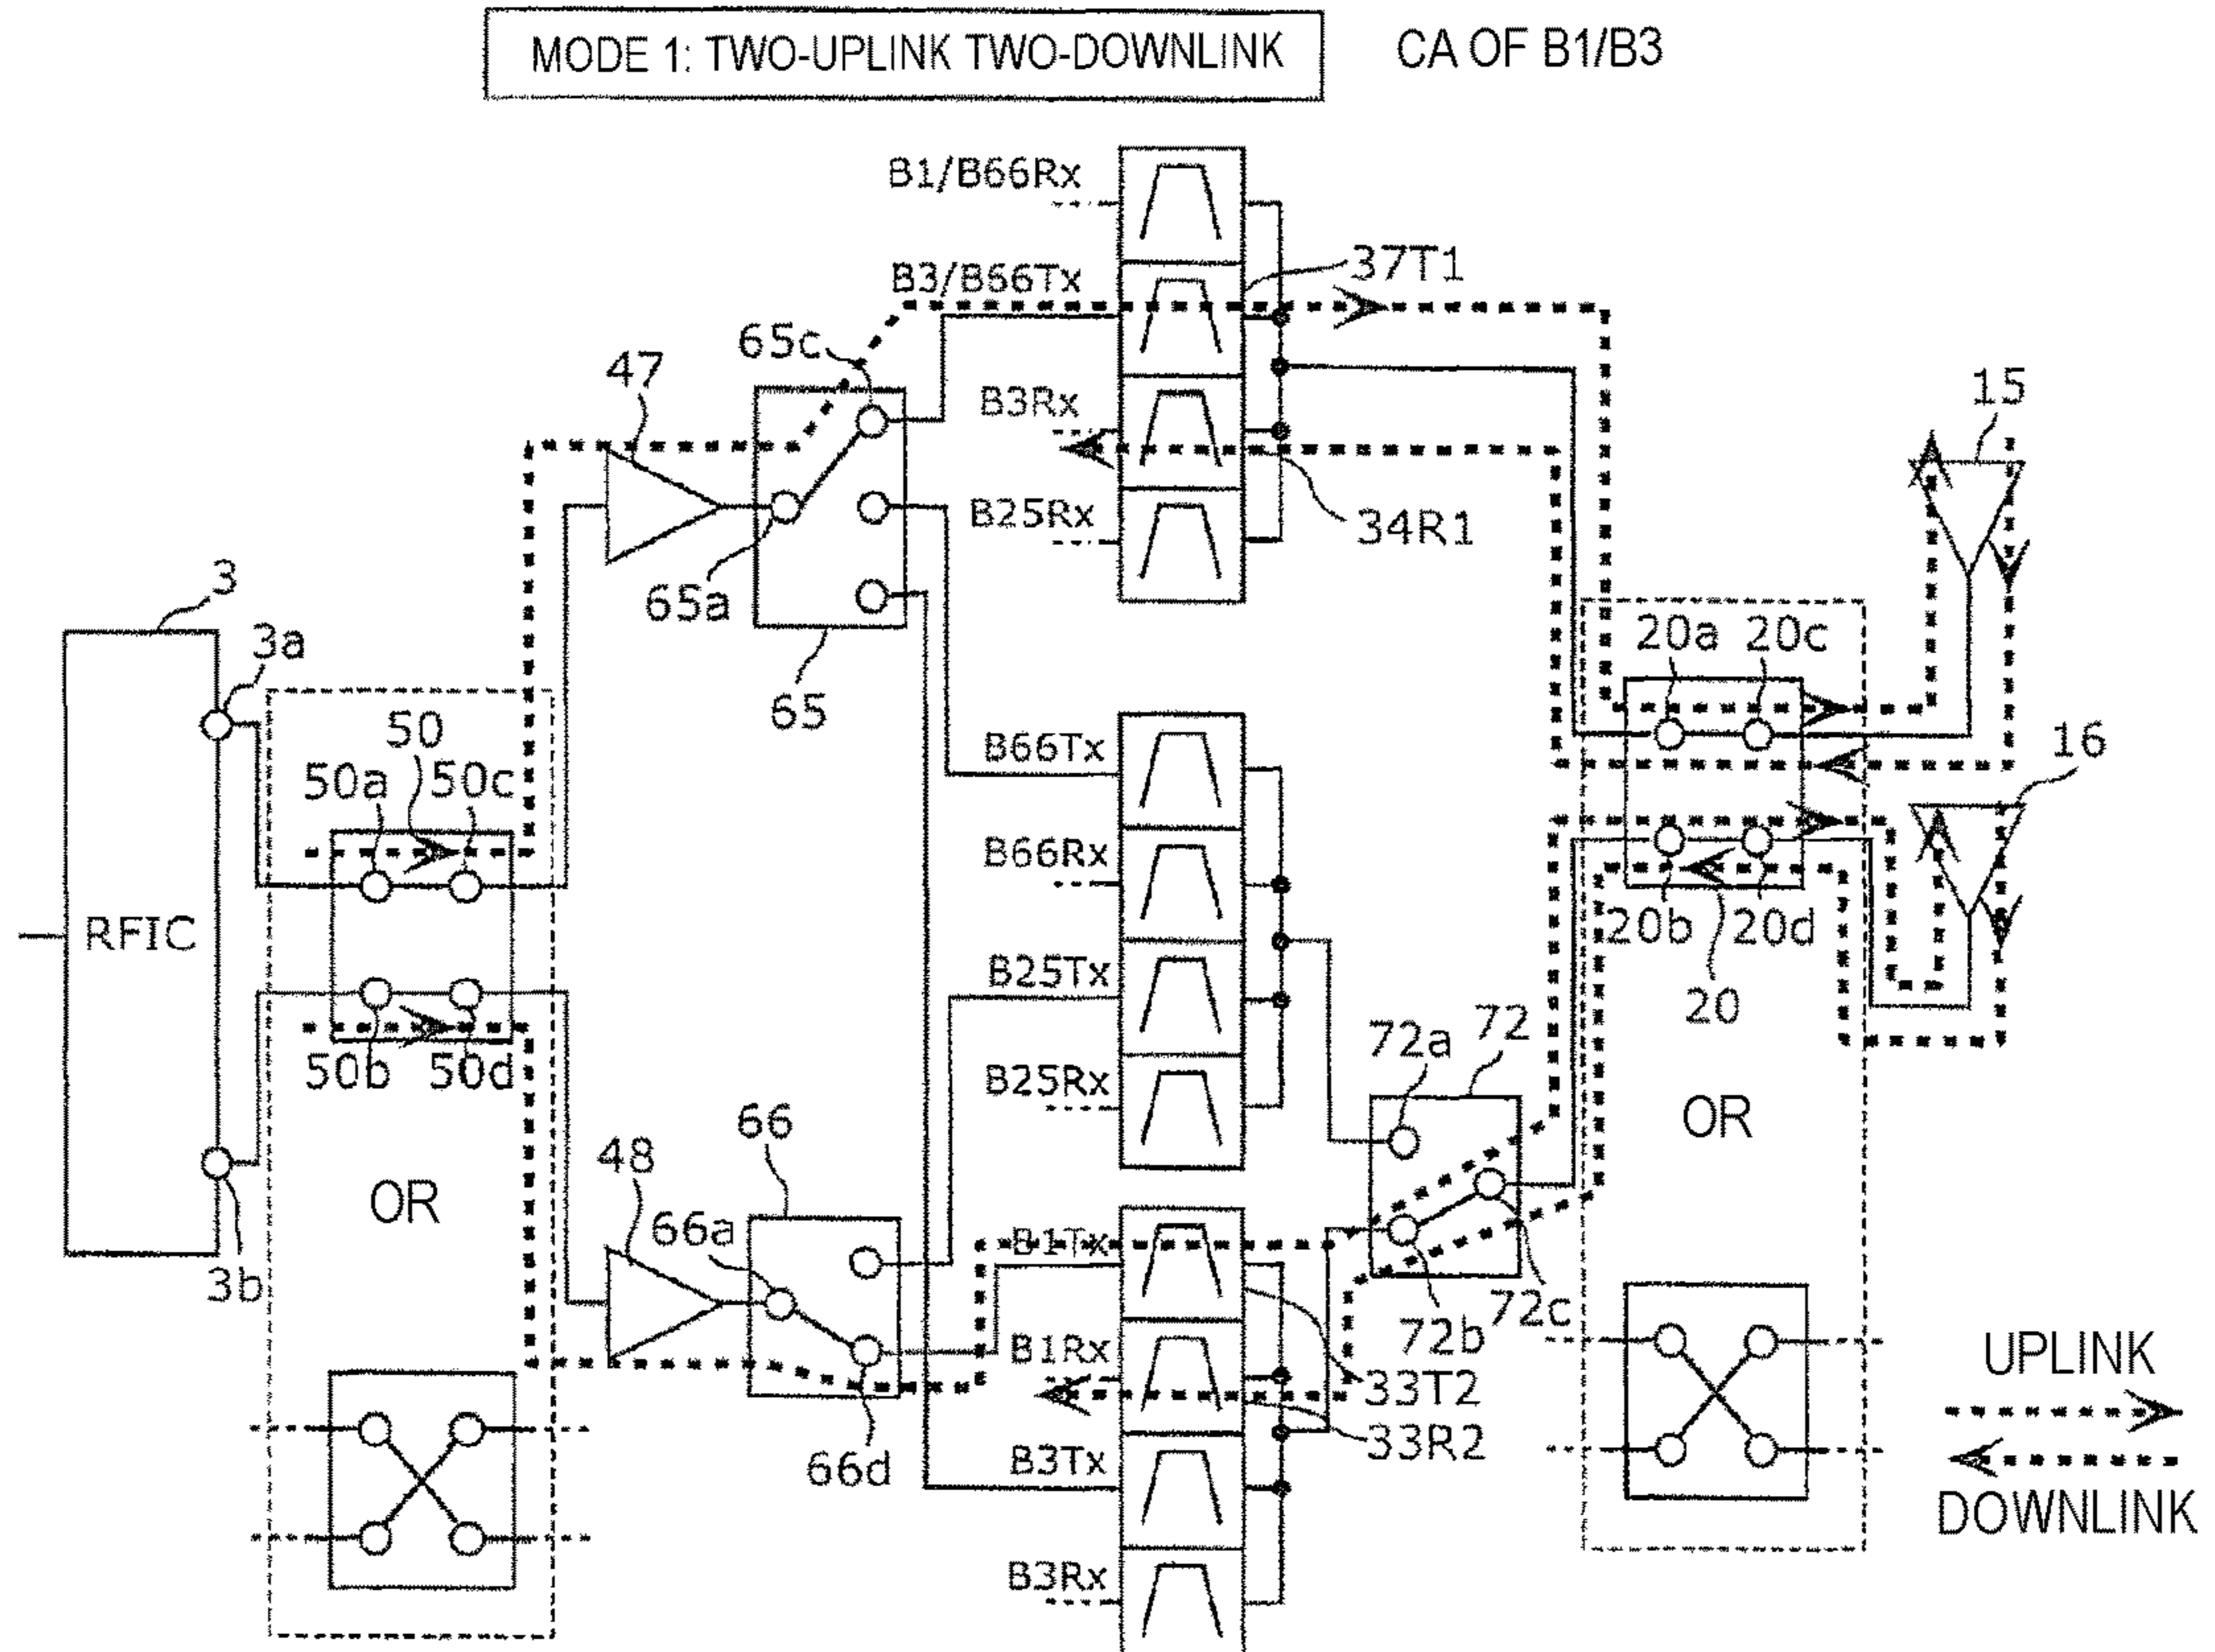 MODE 1: TWO-UPLINK TWO-DOWNLINK
CA OF B1/B3
B1/B66Rx
37T1
B3/B66Tx
65c
47
B3Rx
15
B25Rx
34R1
65a
3
3a
20a 20c
65
50
16
50a 50c
B66Tx
B66Rx
RFIC
20b 20d
B25Tx
20
72a 72
50b 50d
B25Rx
OR
66
48
OR
66a
B1Tx
3b
72c
72b
B1Rx
UPLINK
33T2
33R2
66d
B3Tx
DOWNLINK
B3Rx